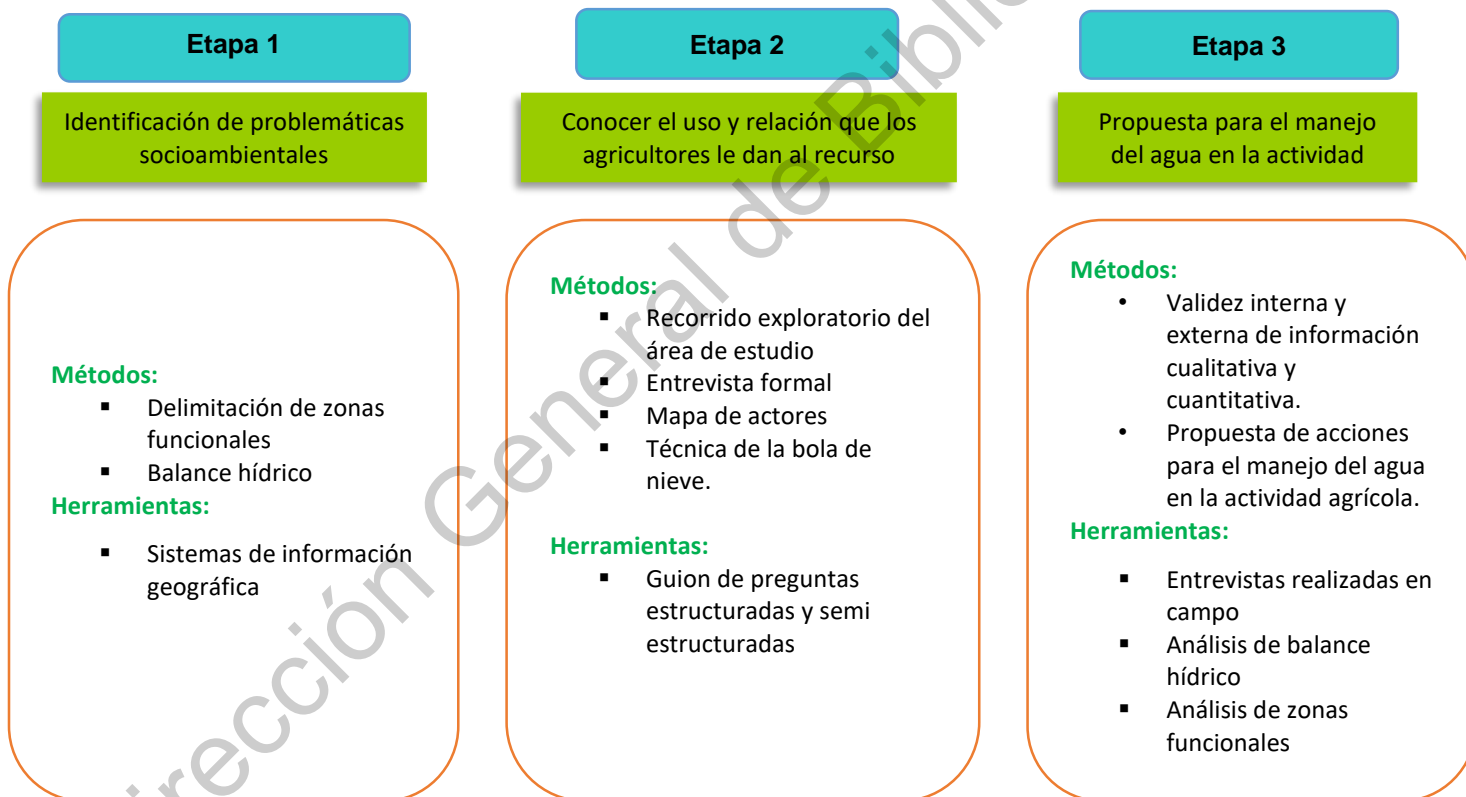 Etapa 1
Identificación de problemáticas
socioambientales
Métodos:
▪ Delimitación de zonas
funcionales
▪ Balance hídrico
Herramientas:
▪ Sistemas de información
geográfica
Etapa 2
Conocer el uso y relación que los
agricultores le dan al recurso
Métodos:
▪ Recorrido exploratorio del
área de estudio
▪ Entrevista formal
▪ Mapa de actores
▪ Técnica de la bola de
nieve.
Herramientas:
▪ Guion de preguntas
estructuradas y semi
estructuradas
Etapa 3
Propuesta para el manejo
del agua en la actividad
Métodos:
• Validez interna y
externa de información
cualitativa y
cuantitativa.
• Propuesta de acciones
para el manejo del agua
en la actividad agrícola.
Herramientas:
▪ Entrevistas realizadas en
campo
▪ Análisis de balance
hídrico
▪ Análisis de zonas
funcionales
General de